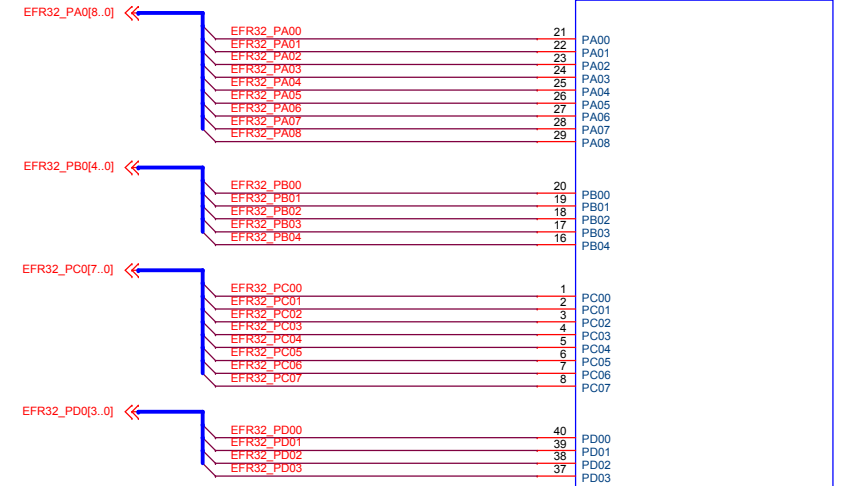 EFR32_PA0[8..0]
EFR32_PA00 21 PA00
EFR32_PA01 22 PA01
EFR32_PA02 23 PA02
EFR32_PA03 24 PA03
EFR32_PA04 25 PA04
EFR32_PA05 26 PA05
EFR32_PA06 27 PA06
EFR32_PA07 28 PA07
EFR32_PA08 29 PA08
EFR32_PB0[4..0]
EFR32_PB00 20 PB00
EFR32_PB01 19 PB01
EFR32_PB02 18 PB02
EFR32_PB03 17 PB03
EFR32_PB04 16 PB04
EFR32_PC0[7..0]
EFR32_PC00 1 PC00
EFR32_PC01 2 PC01
EFR32_PC02 3 PC02
EFR32_PC03 4 PC03
EFR32_PC04 5 PC04
EFR32_PC05 6 PC05
EFR32_PC06 7 PC06
EFR32_PC07 8 PC07
EFR32_PD0[3..0]
EFR32_PD00 40 PD00
EFR32_PD01 39 PD01
EFR32_PD02 38 PD02
EFR32_PD03 37 PD03